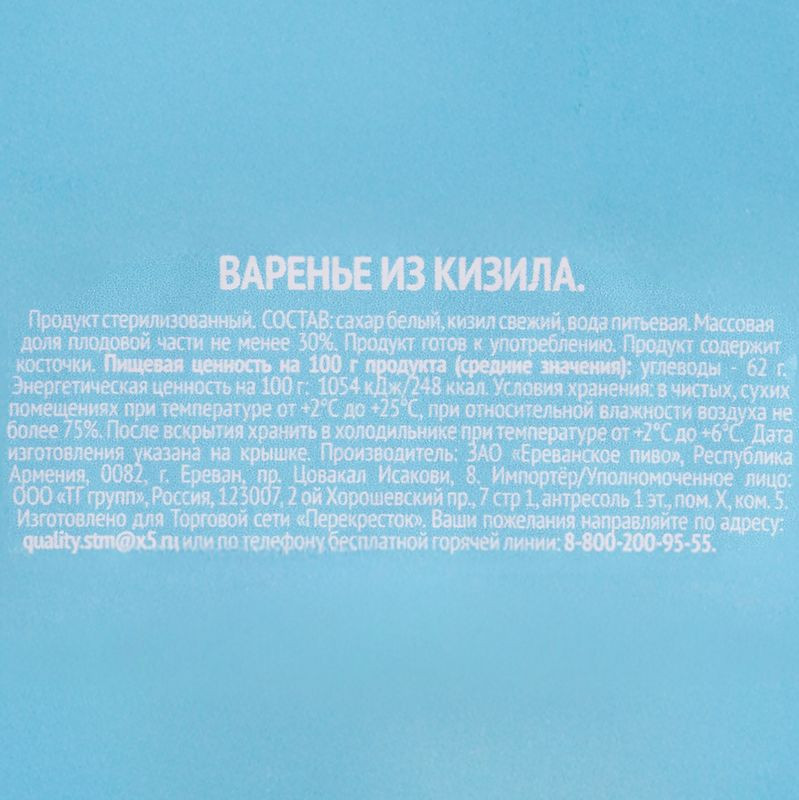 ВАРЕНЬЕ ИЗ КИЗИЛА.
Продукт стерилизованный. СОСТАВ: сахар белый, кизил свежий, вода питьевая. Массовая
доля плодовой части не менее 30%. Продукт готов к употреблению. Продукт содержит
косточки. Пищевая ценность на 100 г продукта (средние значения): углеводы - 62 г.
Энергетическая ценность на 100 г: 1054 кДж/248 ккал. Условия хранения: в чистых, сухих
помещениях при температуре от +2°С до +25°С, при относительной влажности воздуха не
более 75%. После вскрытия хранить в холодильнике при температуре от +2°С до +6°С. Дата
изготовления указана на крышке. Производитель: ЗАО «Ереванское пиво», Республика
Армения, 0082, г. Ереван, пр. Цовакал Исакови, 8. Импортёр/Уполномоченное лицо:
ООО «ТГ групп», Россия, 123007, 2 ой Хорошевский пр., 7 стр 1, антресоль 1 эт., пом. X, ком. 5.
Изготовлено для Торговой сети «Перекресток». Ваши пожелания направляйте по адресу:
quality.stm@x5.ru или по телефону бесплатной горячей линии: 8-800-200-95-55.